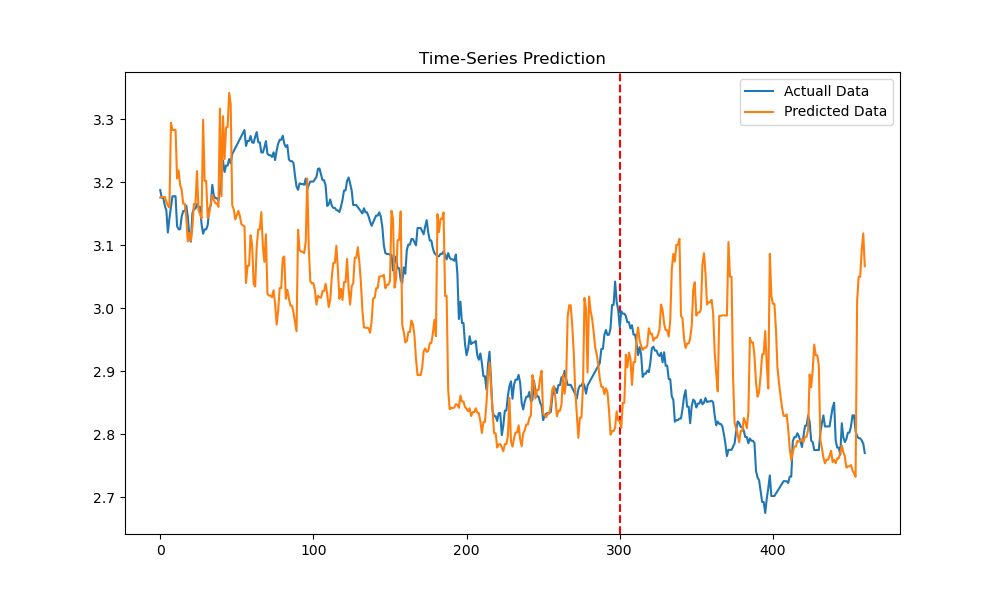 Time-Series Prediction
Actuall Data
Predicted Data
3.3
3.2
3.1
3.0
2.9
2.8
2.7
0 100 200 300 400